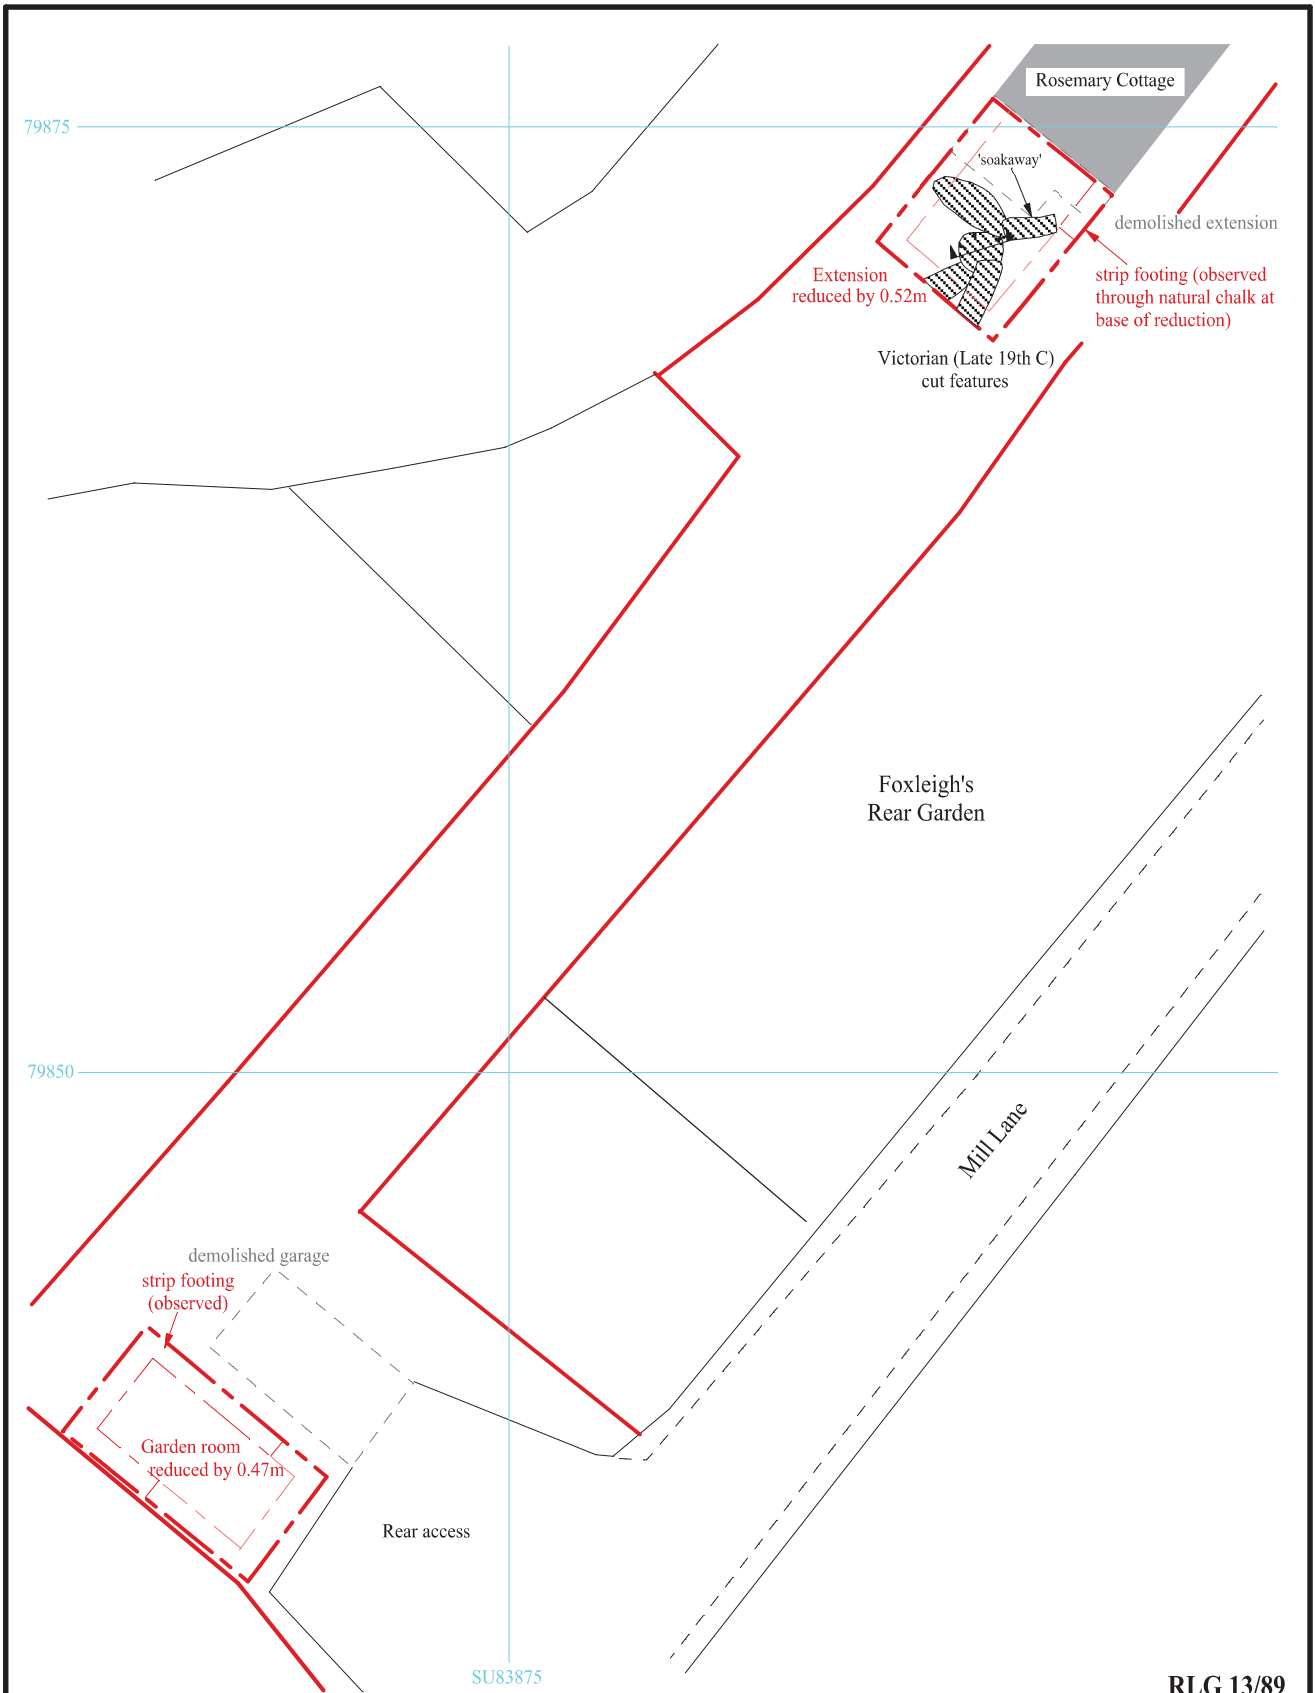 Rosemary Cottage
79875
'soakaway'
demolished extension
Extension
reduced by 0.52m
strip footing (observed
through natural chalk at
base of reduction)
Victorian (Late 19th C)
cut features
Foxleigh's
Rear Garden
79850
Mill Lane
demolished garage
strip footing
(observed)
Garden room
reduced by 0.47m
Rear access
SU83875
RLG 13/89